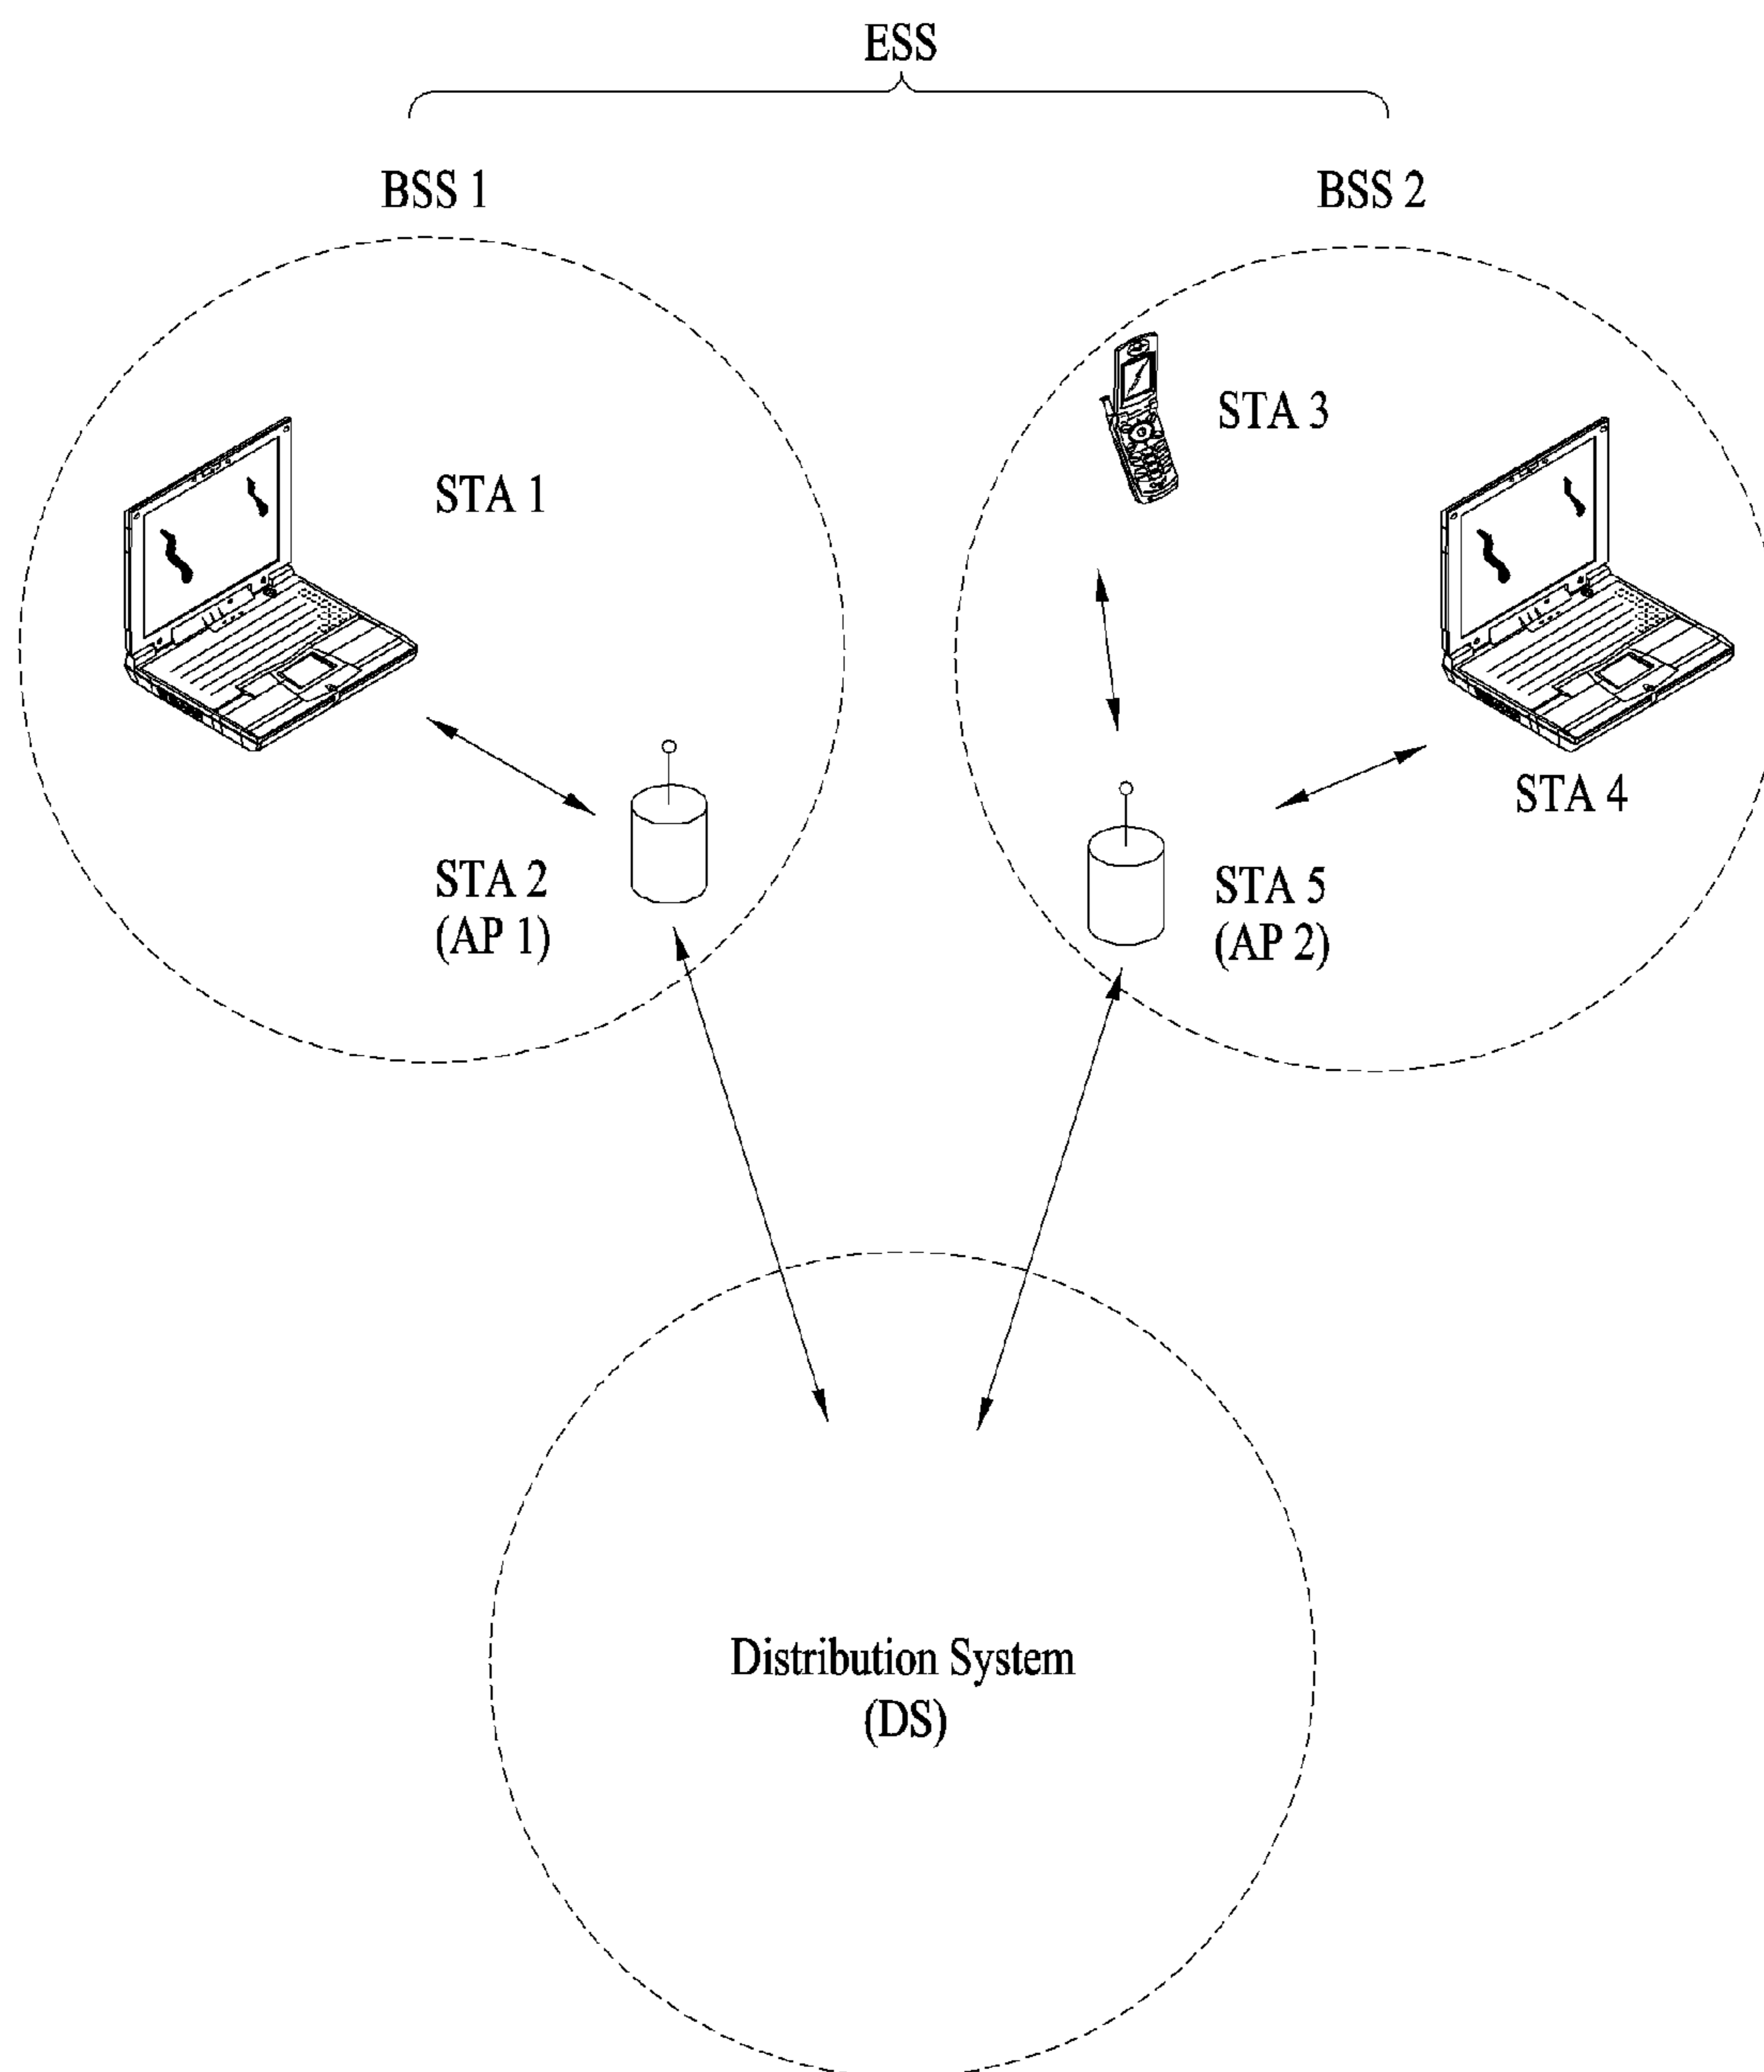 ESS
BSS 1
BSS 2
STA 1
STA 3
STA 4
STA 2
(AP 1)
STA 5
(AP 2)
Distribution System
(DS)